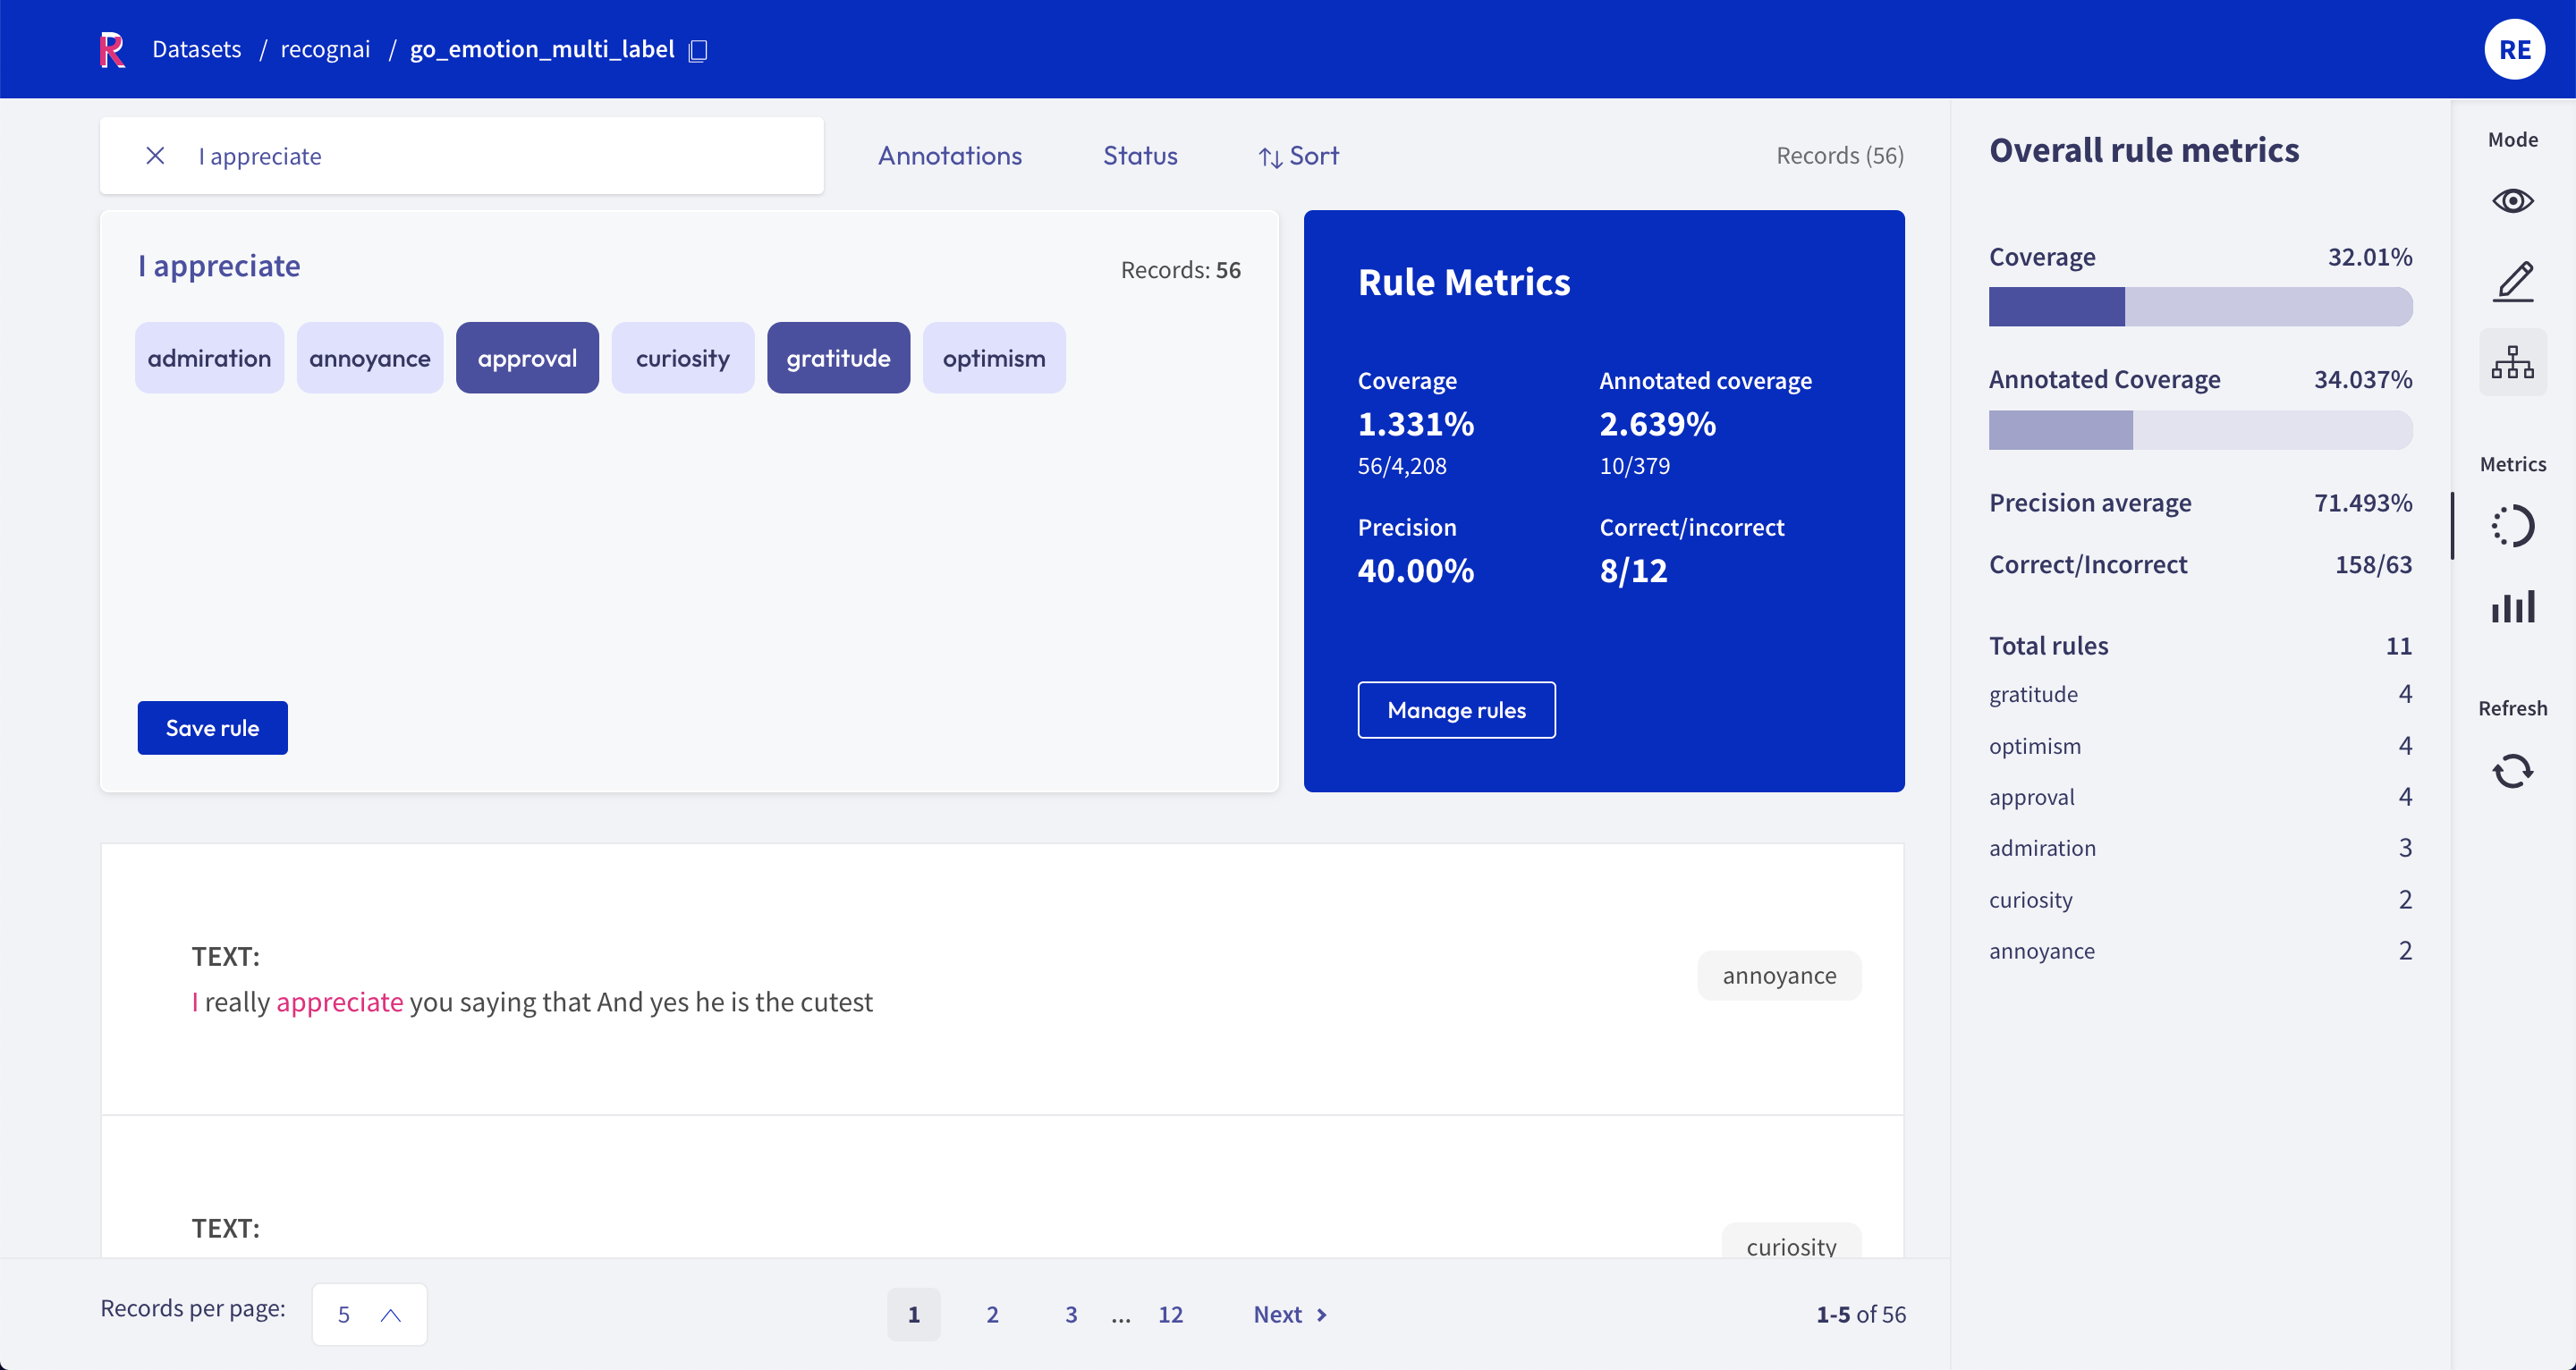 R Datasets / recognai / go_emotion_multi_label
RE
I appreciate
Annotations
Status
Sort
Records (56)
I appreciate
Records: 56
admiration annoyance approval curiosity gratitude optimism
Save rule
Rule Metrics
Coverage Annotated coverage
1.331% 2.639%
56/4,208 10/379
Precision Correct/incorrect
40.00% 8/12
Manage rules
TEXT:
I really appreciate you saying that And yes he is the cutest
annoyance
TEXT:
curiosity
Records per page: 5
1 2 3 ... 12 Next
1-5 of 56
Overall rule metrics
Coverage 32.01%
Annotated Coverage 34.037%
Precision average 71.493%
Correct/Incorrect 158/63
Total rules 11
gratitude 4
optimism 4
approval 4
admiration 3
curiosity 2
annoyance 2
Mode
Metrics
Refresh